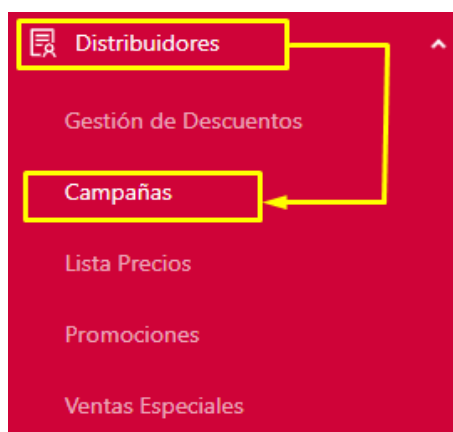 Distribuidores
Gestión de Descuentos
Campañas
Lista Precios
Promociones
Ventas Especiales